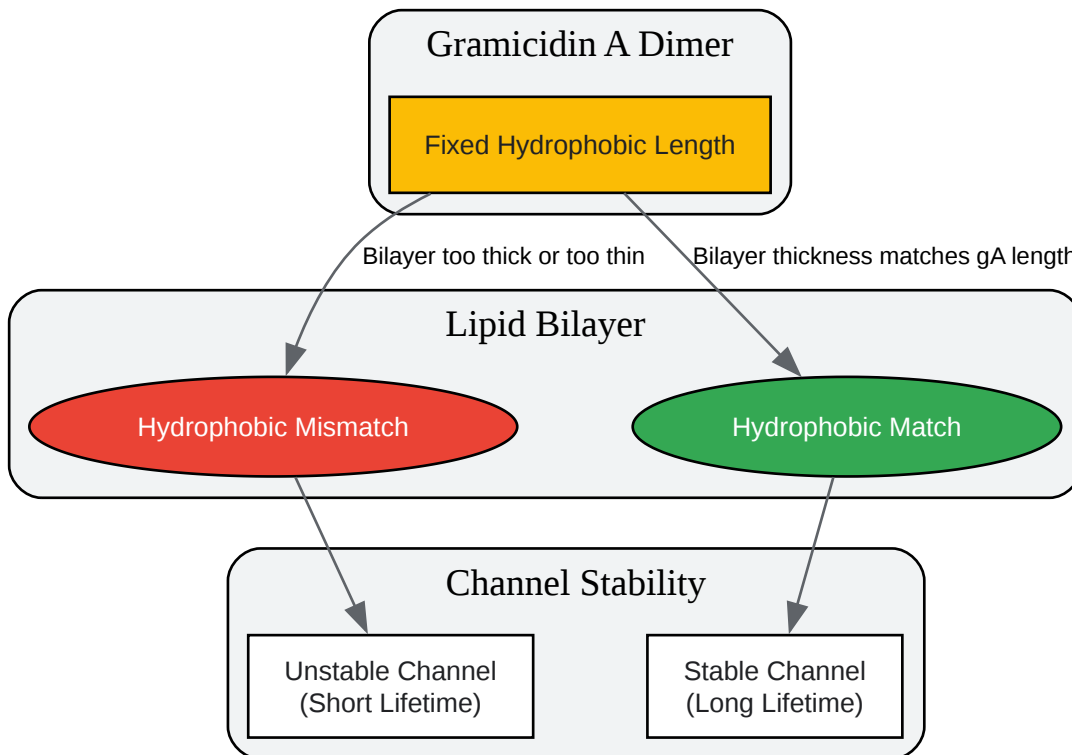 Gramicidin A Dimer
Fixed Hydrophobic Length
Bilayer too thick or too thin
Bilayer thickness matches gA length
Lipid Bilayer
Hydrophobic Mismatch
Hydrophobic Match
Channel Stability
Unstable Channel
(Short Lifetime)
Stable Channel
(Long Lifetime)